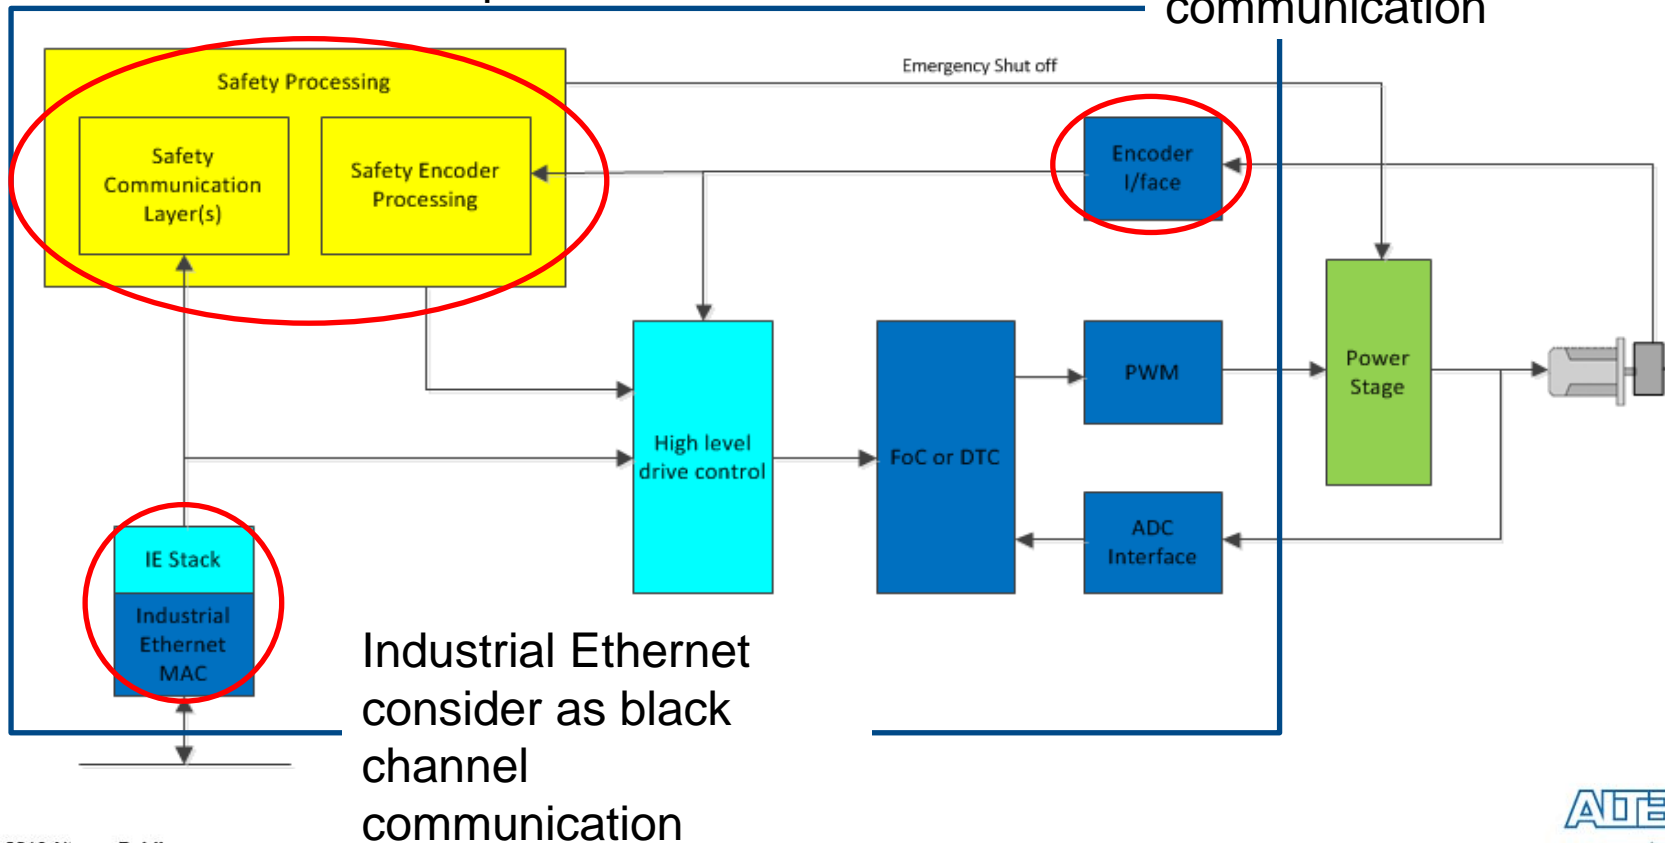 communication
Emergency Shut off
Safety Processing
Safety
Communication
Layer(s)
Safety Encoder
Processing
Encoder
I/face
High level
drive control
FoC or DTC
PWM
ADC
Interface
Power
Stage
IE Stack
Industrial
Ethernet
MAC
Industrial Ethernet
consider as black
channel
communication